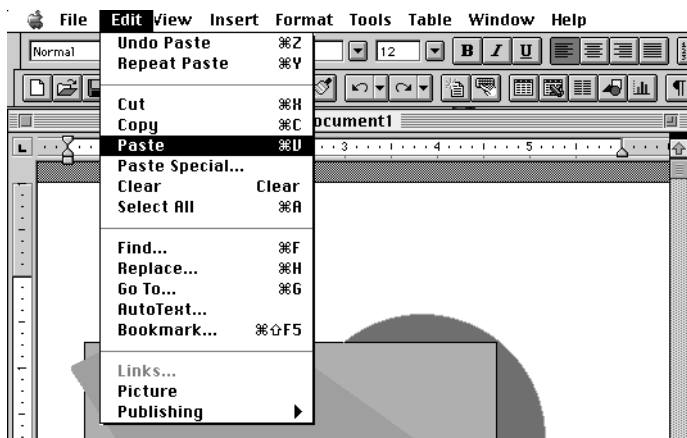 File Edit View Insert Format Tools Table Window Help
Normal 12 B I U
Undo Paste ⌘Z
Repeat Paste ⌘Y
Cut ⌘X
Copy ⌘C
ocument1
Paste ⌘V
3 4 5
Paste Special...
Clear Clear
Select All ⌘A
Find... ⌘F
Replace... ⌘H
Go To... ⌘G
AutoText...
Bookmark... ⌘⇧F5
Links...
Picture
Publishing